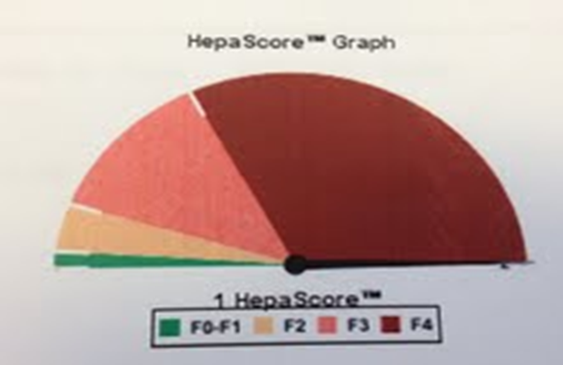 HepaScore™ Graph
1 HepaScore™
F0-F1 F2 F3 F4